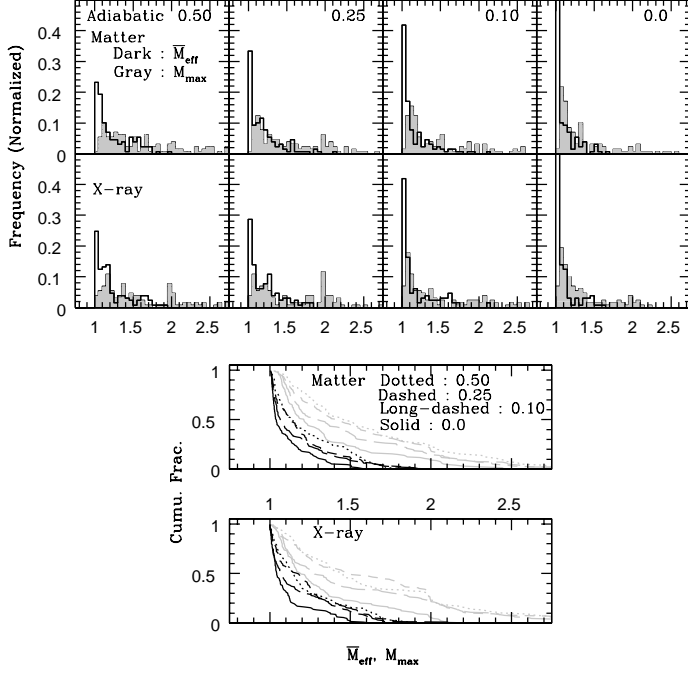 Adiabatic 0.50
0.25
0.10
0.0
Matter
Dark : M̅eff
Gray : Mmax
Frequency (Normalized)
0.4
0.3
0.2
0.1
0
X-ray
Frequency (Normalized)
0.4
0.3
0.2
0.1
0
1 1.5 2 2.5
1 1.5 2 2.5
1 1.5 2 2.5
1 1.5 2 2.5
Matter
Dotted : 0.50
Dashed : 0.25
Long-dashed : 0.10
Solid : 0.0
1
0.5
0
Cumu. Frac.
1 1.5 2 2.5
X-ray
1
0.5
0
M̅eff, Mmax